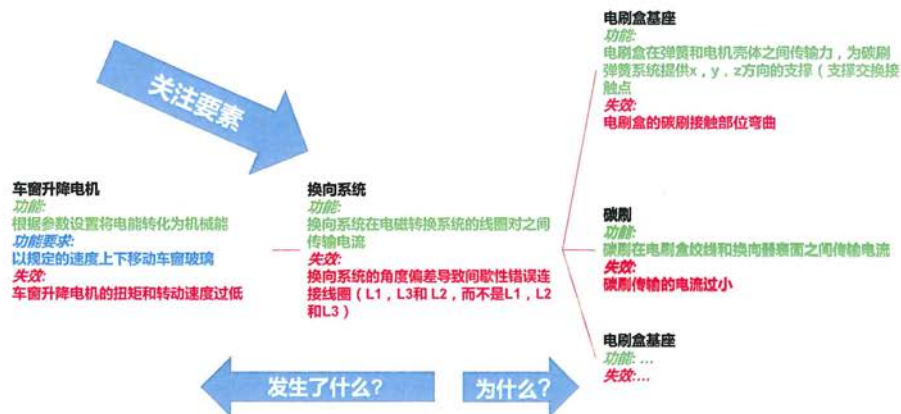 关注要素
车窗升降电机
功能:
根据参数设置将电能转化为机械能
功能要求:
以规定的速度上下移动车窗玻璃
失效:
车窗升降电机的扭矩和转动速度过低
换向系统
功能:
换向系统在电磁转换系统的线圈对之间
传输电流
失效:
换向系统的角度偏差导致间歇性错误连
接线圈（L1，L3和 L2，而不是L1，L2
和L3）
电刷盒基座
功能:
电刷盒在弹簧和电机壳体之间传输力，为碳刷
弹簧系统提供x，y，z方向的支撑（支撑交换接
触点
失效:
电刷盒的碳刷接触部位弯曲
碳刷
功能:
碳刷在电刷盒绞线和换向器表面之间传输电流
失效:
碳刷传输的电流过小
电刷盒基座
功能: ...
失效:...
发生了什么?
为什么?